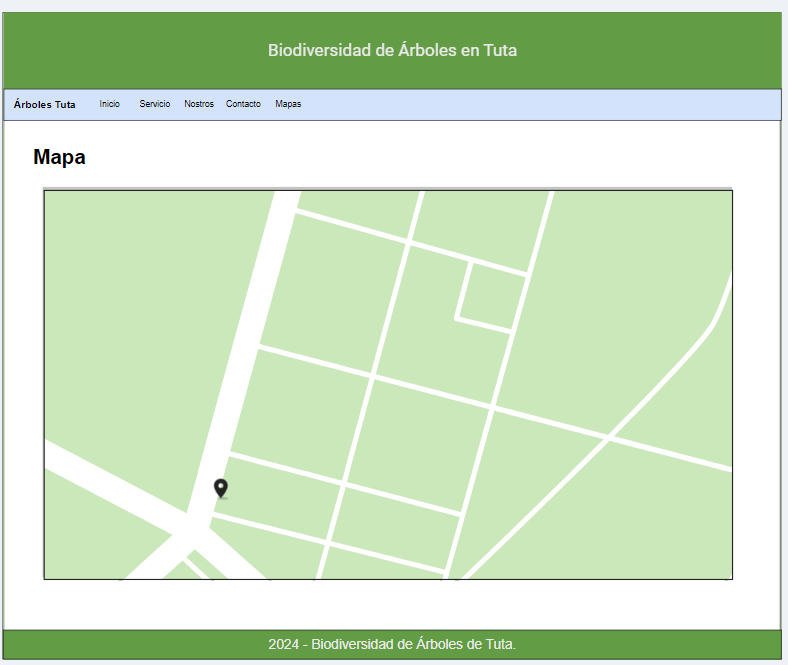 Biodiversidad de Árboles en Tuta
Árboles Tuta Inicio Servicio Nostros Contacto Mapas
Mapa
2024 - Biodiversidad de Árboles de Tuta.